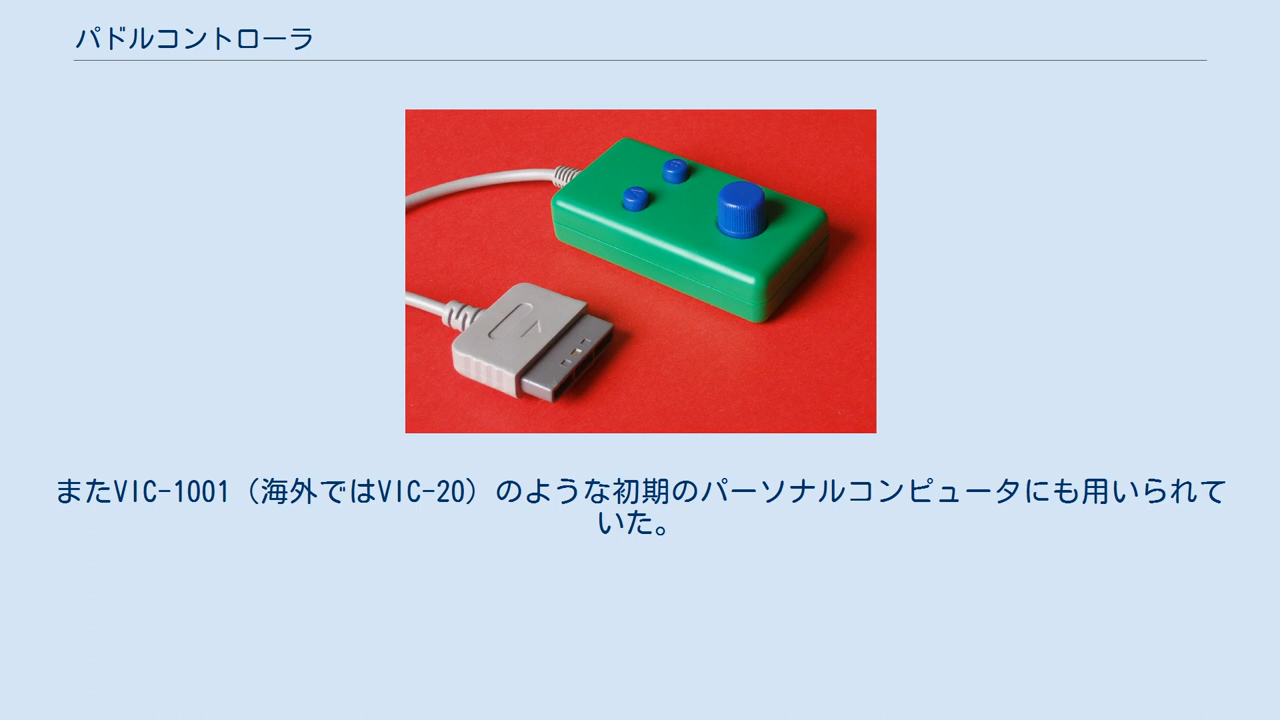 パドルコントローラ
またVIC-1001（海外ではVIC-20）のような初期のパーソナルコンピュータにも用いられて
いた。